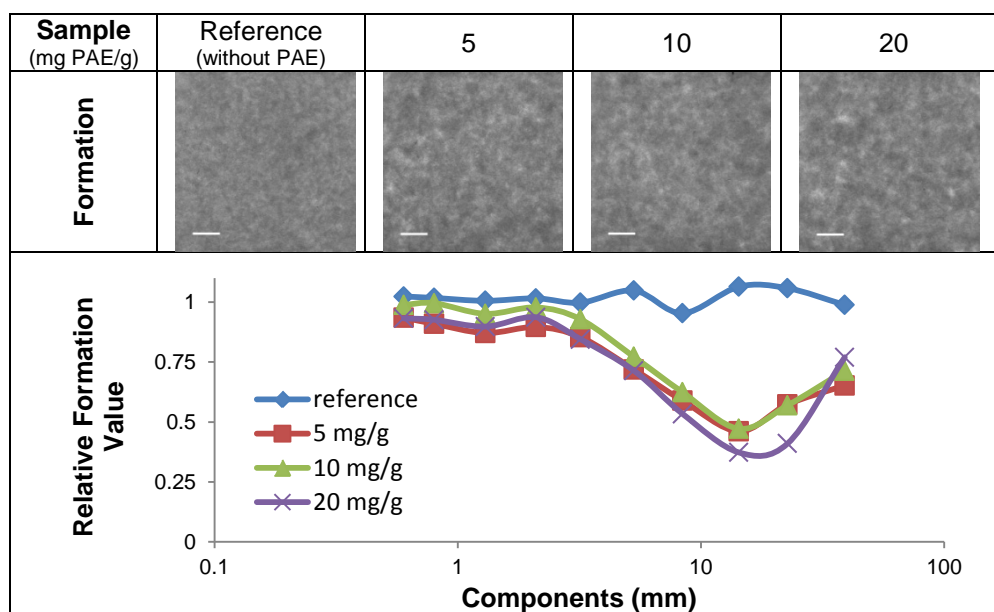 Sample
(mg PAE/g)
Reference
(without PAE)
5
10
20
Formation
Relative Formation
Value
1
0.75
0.5
0.25
0
reference
5 mg/g
10 mg/g
20 mg/g
0.1
1
10
100
Components (mm)